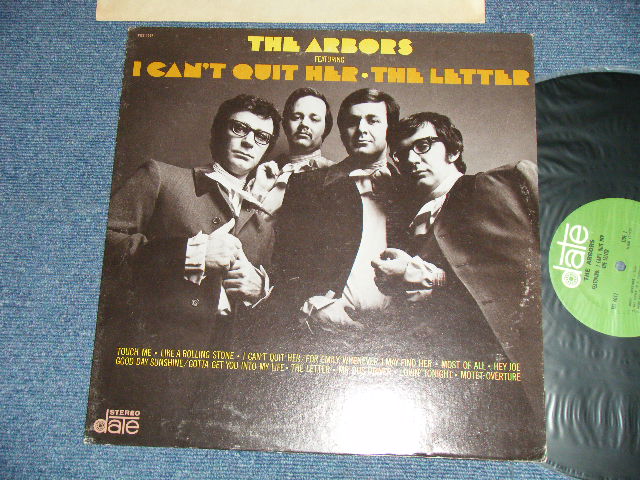 THE ARBORS
FEATURING
I CAN'T QUIT HER • THE LETTER
TOUCH ME • LIKE A ROLLING STONE • I CAN'T QUIT HER/FOR EMILY, WHENEVER I MAY FIND HER • MOST OF ALL • HEY JOE
GOOD DAY SUNSHINE/GOTTA GET YOU INTO MY LIFE • THE LETTER • TONIGHT • MOTET OVERTURE
STEREO
date
date
THE ARBORS